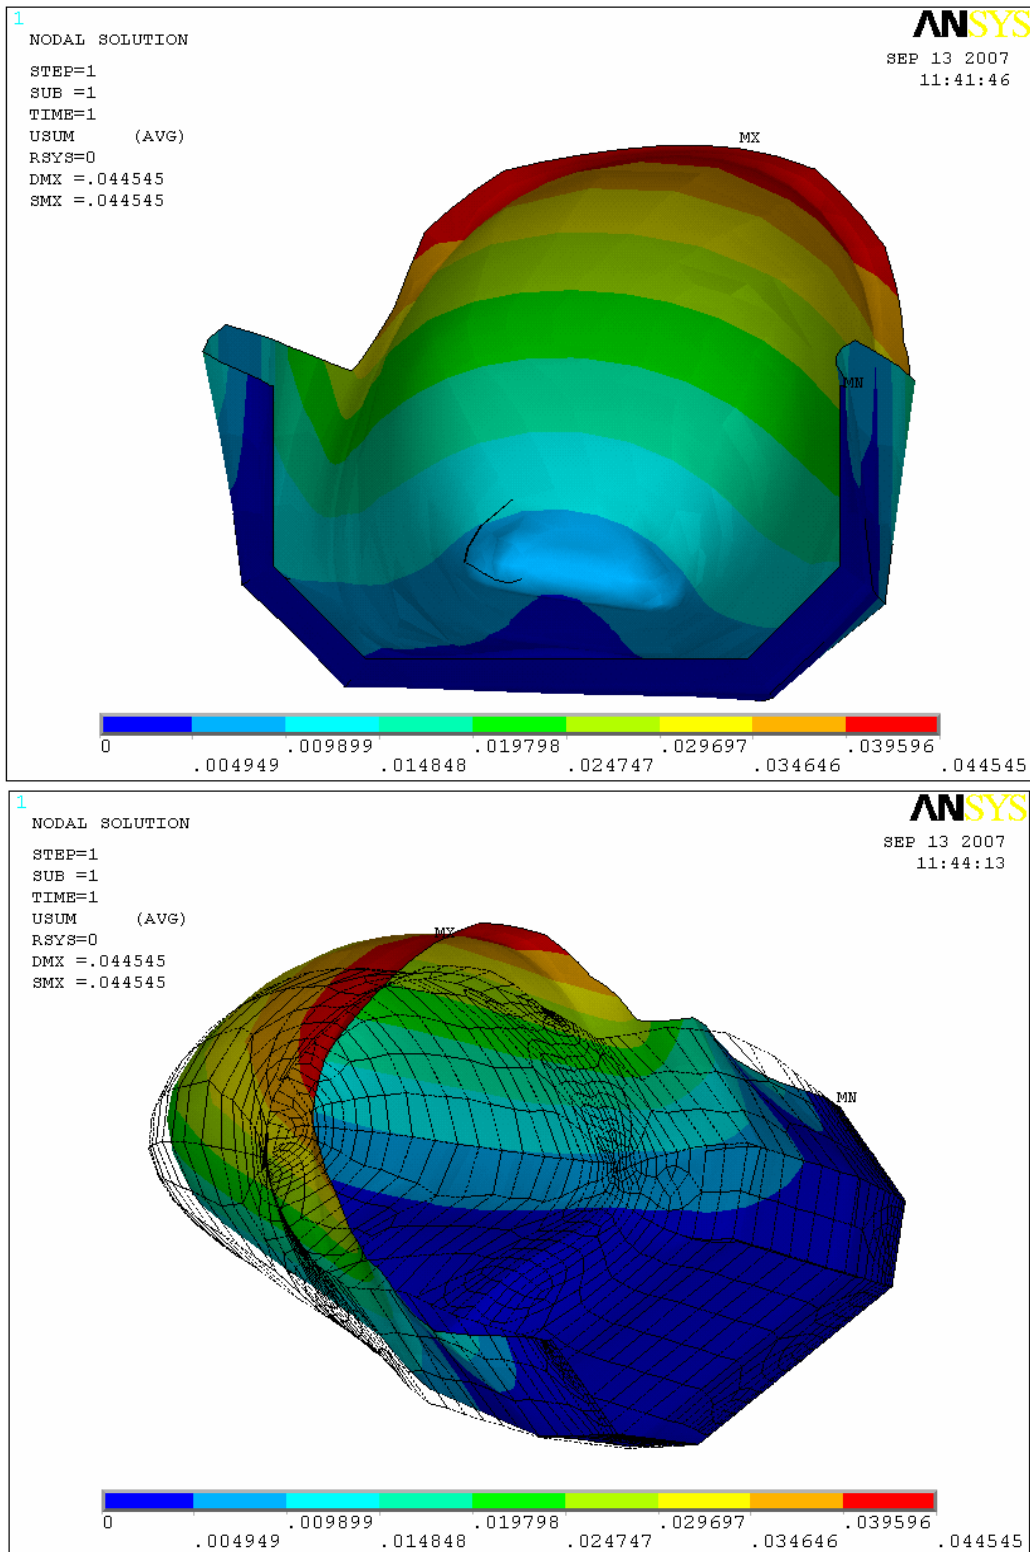 1
ANSYS
NODAL SOLUTION
SEP 13 2007
11:41:46
STEP=1
SUB =1
TIME=1
USUM (AVG)
RSYS=0
DMX =.044545
SMX =.044545
MX
MN
0 .009899 .019798 .029697 .039596
.004949 .014848 .024747 .034646 .044545
1
ANSYS
NODAL SOLUTION
SEP 13 2007
11:44:13
STEP=1
SUB =1
TIME=1
USUM (AVG)
RSYS=0
DMX =.044545
SMX =.044545
MX
MN
0 .009899 .019798 .029697 .039596
.004949 .014848 .024747 .034646 .044545